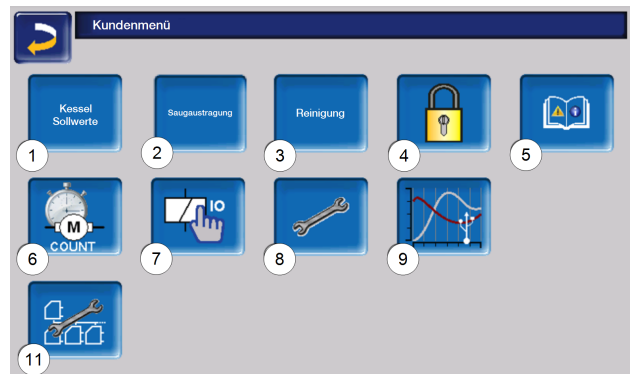 Kundenmenü
Kessel
Sollwerte
Saugaustragung
Reinigung
1
2
3
4
5
M
COUNT
IO
6
7
8
9
11